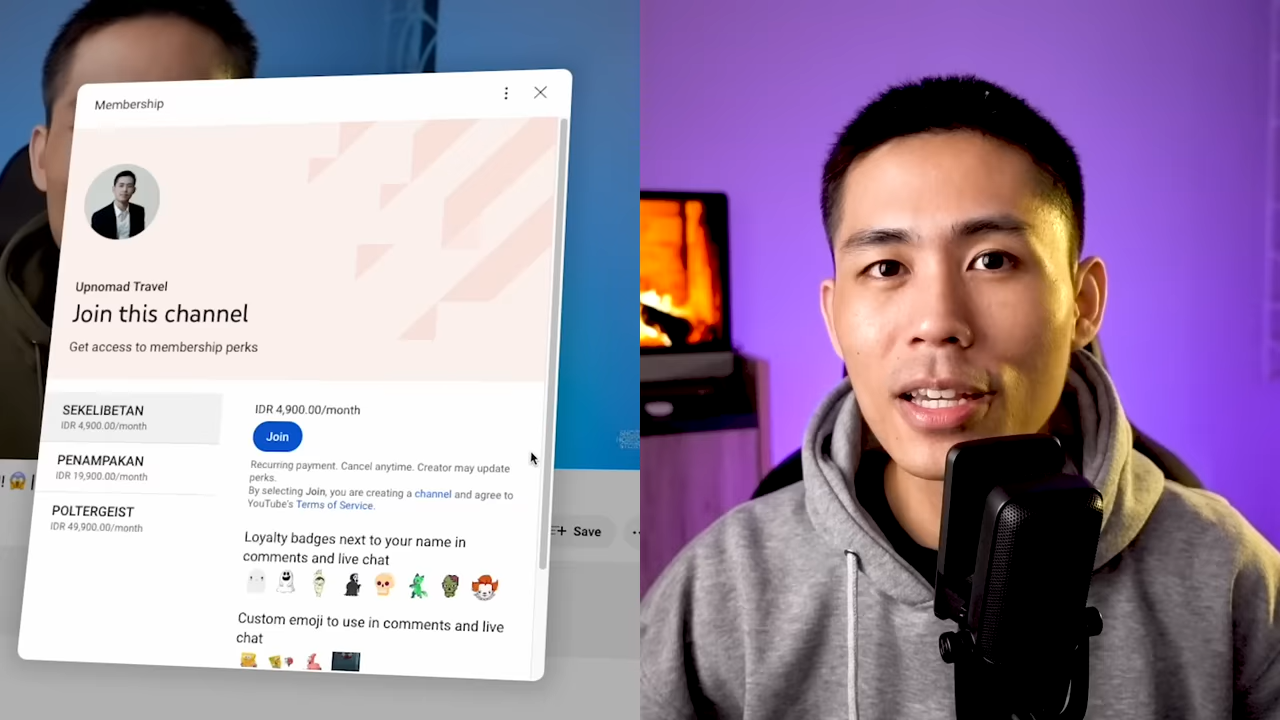 Membership
Upnomad Travel
Join this channel
Get access to membership perks
SEKELIBETAN
IDR 4,900.00/month
PENAMPAKAN
IDR 19,900.00/month
POLTERGEIST
IDR 49,900.00/month
IDR 4,900.00/month
Join
Recurring payment. Cancel anytime. Creator may update
perks.
By selecting Join, you are creating a channel and agree to
YouTube's Terms of Service.
Loyalty badges next to your name in
comments and live chat
Custom emoji to use in comments and live
chat
! 😱 |
Save